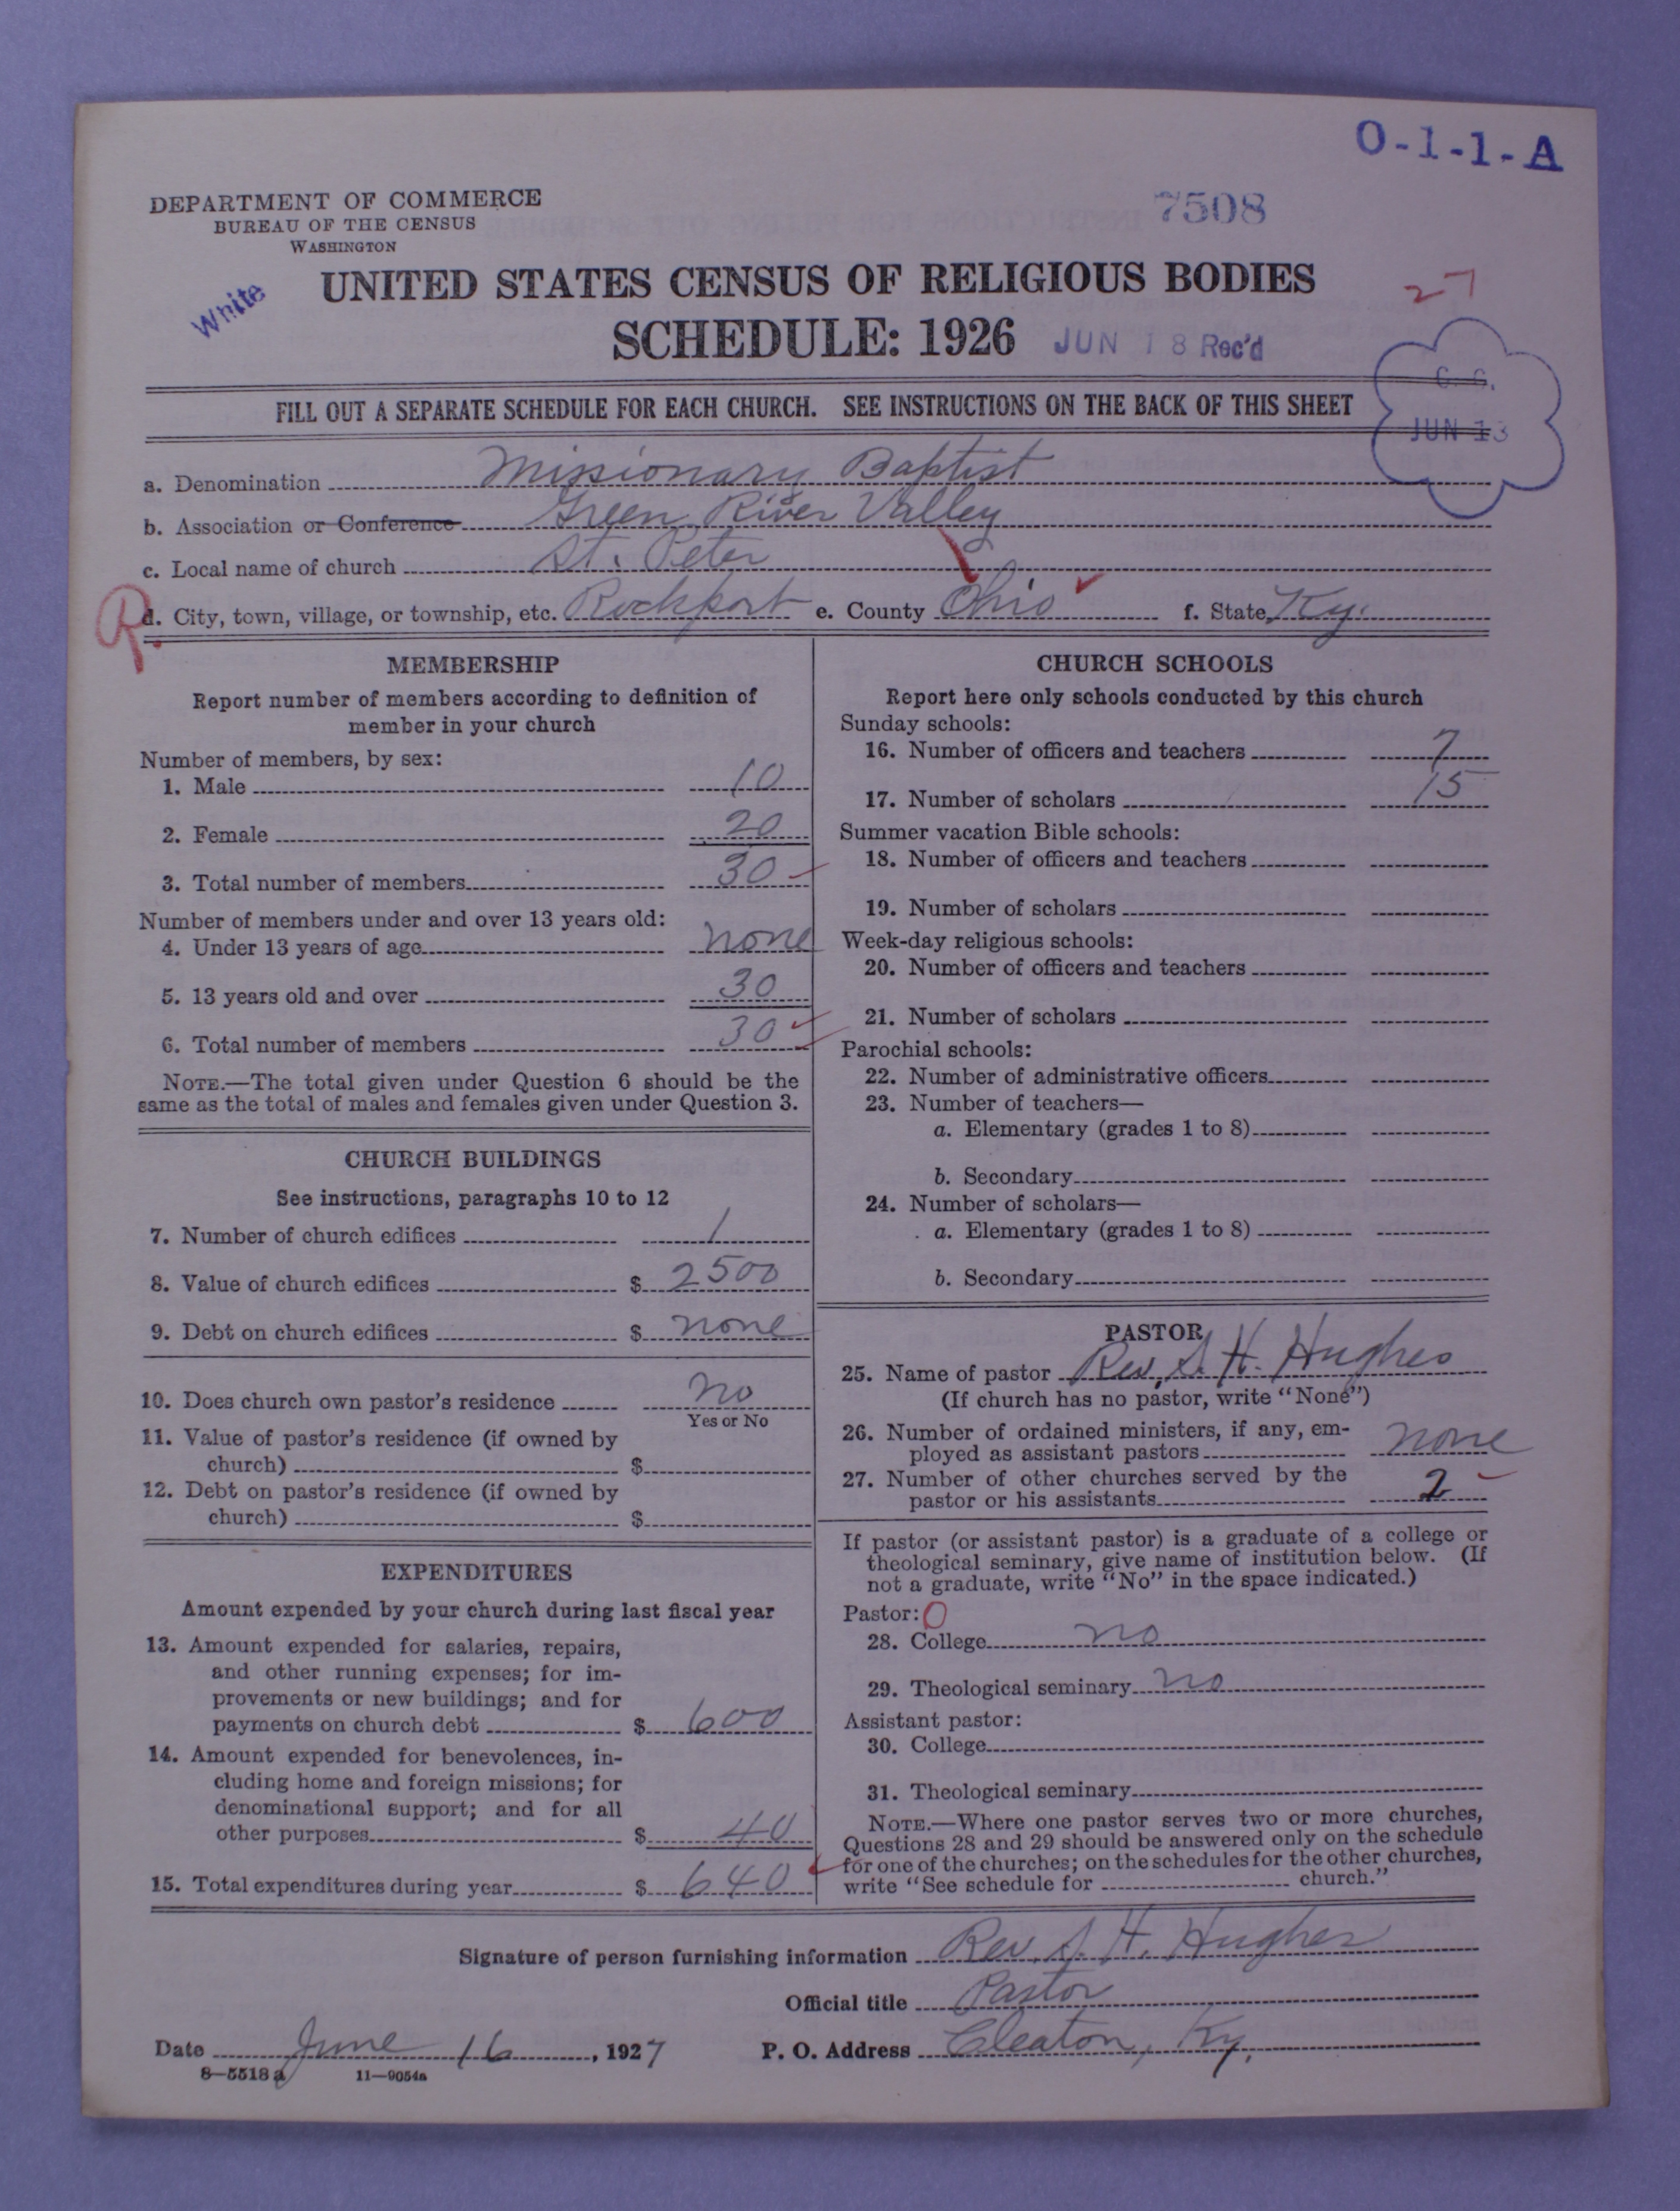 O-1-1-A
DEPARTMENT OF COMMERCE
BUREAU OF THE CENSUS
WASHINGTON
7508
White
UNITED STATES CENSUS OF RELIGIOUS BODIES
27
SCHEDULE: 1926
JUN 18 Rec'd
C. C.
JUN 13
FILL OUT A SEPARATE SCHEDULE FOR EACH CHURCH. SEE INSTRUCTIONS ON THE BACK OF THIS SHEET
a. Denomination Missionary Baptist
b. Association or Conference Green River Valley
c. Local name of church St. Peter
R. d. City, town, village, or township, etc. Rockport e. County Ohio f. State Ky.
MEMBERSHIP
Report number of members according to definition of
member in your church
Number of members, by sex:
1. Male 10
2. Female 20
3. Total number of members 30
Number of members under and over 13 years old:
4. Under 13 years of age none
5. 13 years old and over 30
6. Total number of members 30
NOTE.—The total given under Question 6 should be the
same as the total of males and females given under Question 3.
CHURCH BUILDINGS
See instructions, paragraphs 10 to 12
7. Number of church edifices 1
8. Value of church edifices $ 2500
9. Debt on church edifices $ none
10. Does church own pastor's residence no
Yes or No
11. Value of pastor's residence (if owned by
church) $
12. Debt on pastor's residence (if owned by
church) $
EXPENDITURES
Amount expended by your church during last fiscal year
13. Amount expended for salaries, repairs,
and other running expenses; for im-
provements or new buildings; and for
payments on church debt $ 600
14. Amount expended for benevolences, in-
cluding home and foreign missions; for
denominational support; and for all
other purposes $ 40
15. Total expenditures during year $ 640
CHURCH SCHOOLS
Report here only schools conducted by this church
Sunday schools:
16. Number of officers and teachers 7
17. Number of scholars 15
Summer vacation Bible schools:
18. Number of officers and teachers
19. Number of scholars
Week-day religious schools:
20. Number of officers and teachers
21. Number of scholars
Parochial schools:
22. Number of administrative officers
23. Number of teachers—
a. Elementary (grades 1 to 8)
b. Secondary
24. Number of scholars—
a. Elementary (grades 1 to 8)
b. Secondary
PASTOR
25. Name of pastor Rev. S. H. Hughes
(If church has no pastor, write "None")
26. Number of ordained ministers, if any, em-
ployed as assistant pastors none
27. Number of other churches served by the
pastor or his assistants 2
If pastor (or assistant pastor) is a graduate of a college or
theological seminary, give name of institution below. (If
not a graduate, write "No" in the space indicated.)
Pastor: 0
28. College no
29. Theological seminary no
Assistant pastor:
30. College
31. Theological seminary
NOTE.—Where one pastor serves two or more churches,
Questions 28 and 29 should be answered only on the schedule
for one of the churches; on the schedules for the other churches,
write "See schedule for church."
Signature of person furnishing information Rev. S. H. Hughes
Official title Pastor
Date June 16, 1927 P. O. Address Cleaton, Ky.
8-5518 a 11-9054a